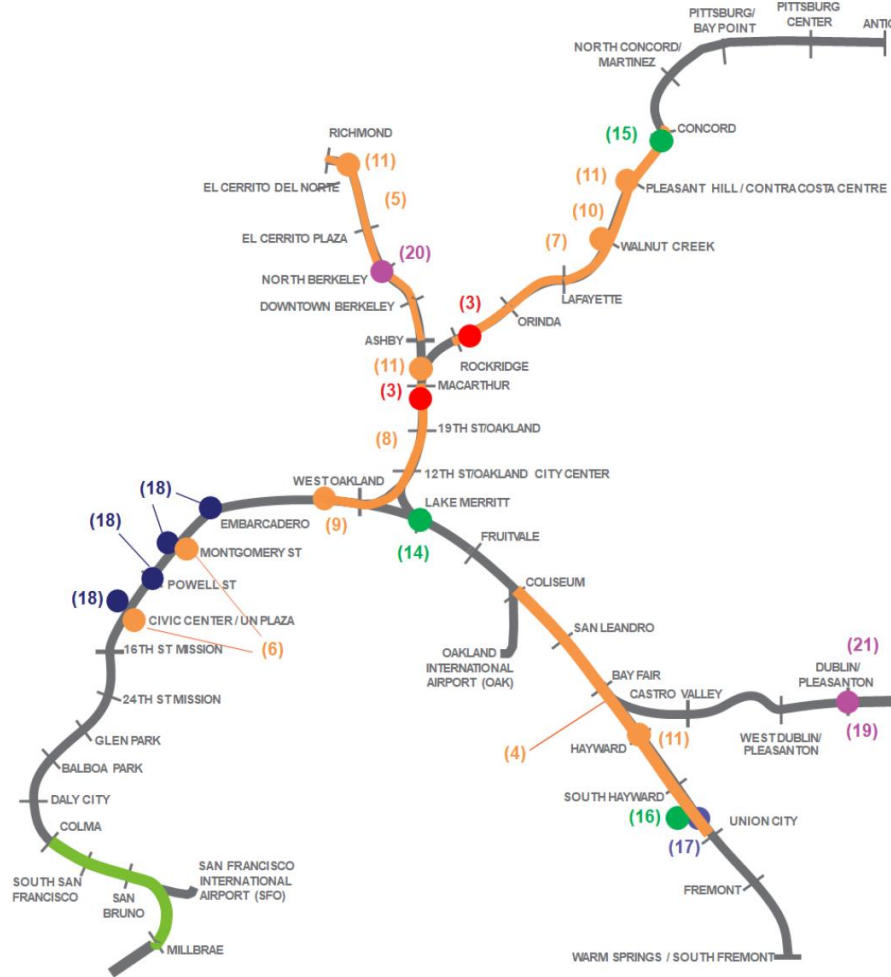 PITTSBURG/
BAY POINT
PITTSBURG
CENTER
ANTIC
NORTH CONCORD/
MARTINEZ
(15)
CONCORD
RICHMOND
(11)
(11)
EL CERRITO DEL NORTE
(5)
PLEASANT HILL / CONTRA COSTA CENTRE
(10)
EL CERRITO PLAZA
(7)
WALNUT CREEK
(20)
NORTH BERKELEY
DOWNTOWN BERKELEY
LAFAYETTE
(3)
ORINDA
ASHBY
ROCKRIDGE
(11)
MACARTHUR
(3)
19TH ST/OAKLAND
(8)
12TH ST/OAKLAND CITY CENTER
WEST OAKLAND
(18)
LAKE MERRITT
EMBARCADERO
(9)
(18)
MONTGOMERY ST
(14)
FRUITVALE
POWELL ST
COLISEUM
(18)
CIVIC CENTER / UN PLAZA
SAN LEANDRO
16TH ST MISSION
(6)
OAKLAND
INTERNATIONAL
AIRPORT (OAK)
(21)
DUBLIN/
PLEASANTON
BAY FAIR
CASTRO VALLEY
24TH ST MISSION
(19)
GLEN PARK
(4)
HAYWARD
(11)
WEST DUBLIN/
PLEASANTON
BALBOA PARK
SOUTH HAYWARD
DALY CITY
(16)
UNION CITY
COLMA
(17)
SAN FRANCISCO
INTERNATIONAL
AIRPORT (SFO)
SOUTH SAN
FRANCISCO
SAN
BRUNO
FREMONT
MILLBRAE
WARM SPRINGS / SOUTH FREMONT